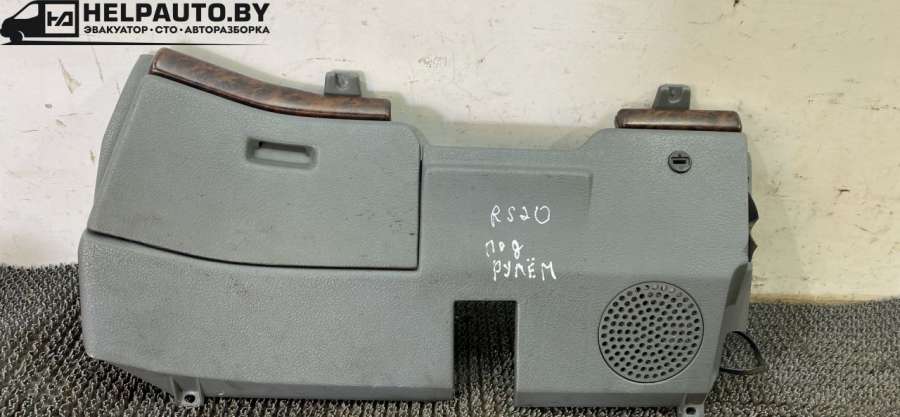 HELPAUTO.BY
ЭВАКУАТОР • СТО • АВТОРАЗБОРКА
RS20
под
РУЛЁМ